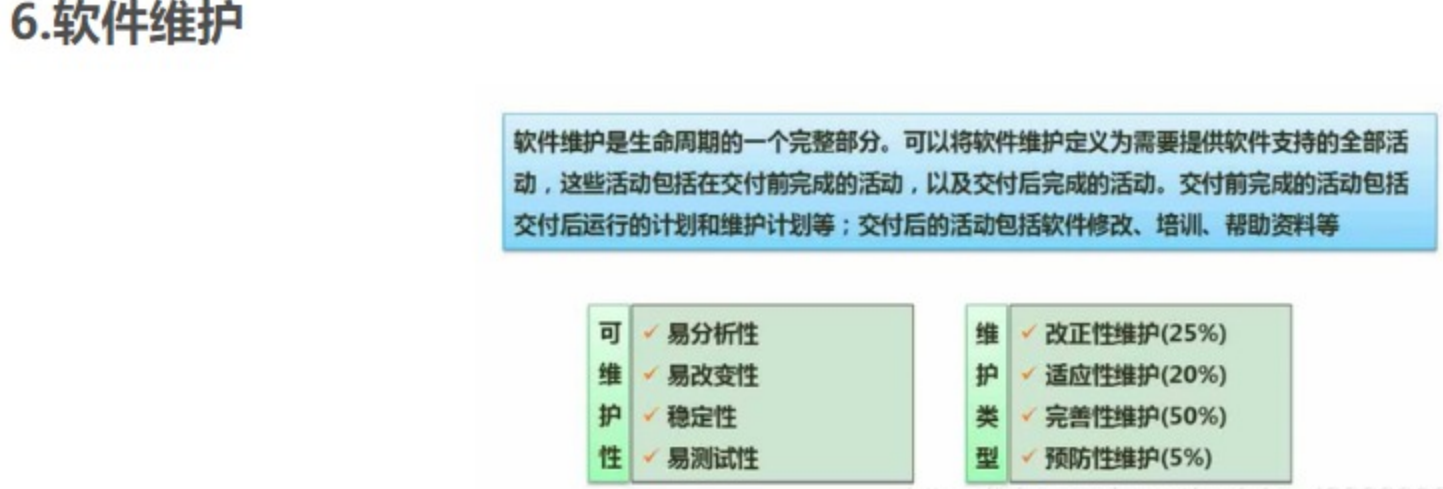 6.软件维护
软件维护是生命周期的一个完整部分。可以将软件维护定义为需要提供软件支持的全部活
动，这些活动包括在交付前完成的活动，以及交付后完成的活动。交付前完成的活动包括
交付后运行的计划和维护计划等；交付后的活动包括软件修改、培训、帮助资料等
可维护性
✓ 易分析性
✓ 易改变性
✓ 稳定性
✓ 易测试性
维护类型
✓ 改正性维护(25%)
✓ 适应性维护(20%)
✓ 完善性维护(50%)
✓ 预防性维护(5%)